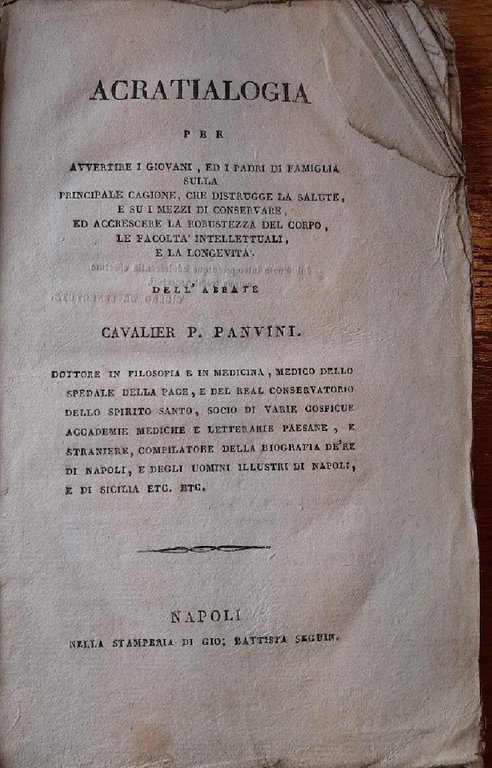 ACRATIALOGIA
PER
AVVERTIRE I GIOVANI, ED I PADRI DI FAMIGLIA
SULLA
PRINCIPALE CAGIONE, CHE DISTRUGGE LA SALUTE,
E SU I MEZZI DI CONSERVARE,
ED ACCRESCERE LA ROBUSTEZZA DEL CORPO,
LE FACOLTA' INTELLETTUALI,
E LA LONGEVITA'
DELL'ABBATE
CAVALIER P. PANVINI.
DOTTORE IN FILOSOFIA E IN MEDICINA, MEDICO DELLO
SPEDALE DELLA PACE, E DEL REAL CONSERVATORIO
DELLO SPIRITO SANTO, SOCIO DI VARIE COSPICUE
ACCADEMIE MEDICHE E LETTERARIE PAESANE, E
STRANIERE, COMPILATORE DELLA BIOGRAFIA DE'RE
DI NAPOLI, E DEGLI UOMINI ILLUSTRI DI NAPOLI,
E DI SICILIA ETC. ETC.
NAPOLI
NELLA STAMPERIA DI GIO: BATTISTA SEGUIN.